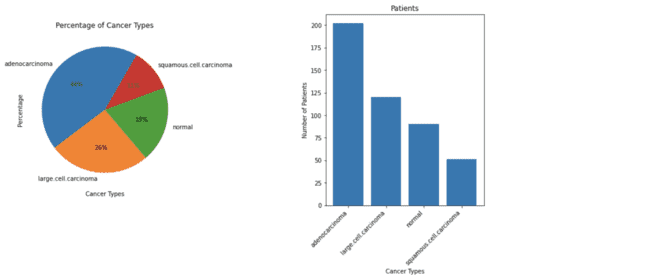 Percentage of Cancer Types
adenocarcinoma
squamous.cell.carcinoma
Percentage
19%
normal
26%
large.cell.carcinoma
Cancer Types
Patients
200
175
150
125
100
75
50
25
0
Number of Patients
adenocarcinoma
large.cell.carcinoma
normal
squamous.cell.carcinoma
Cancer Types